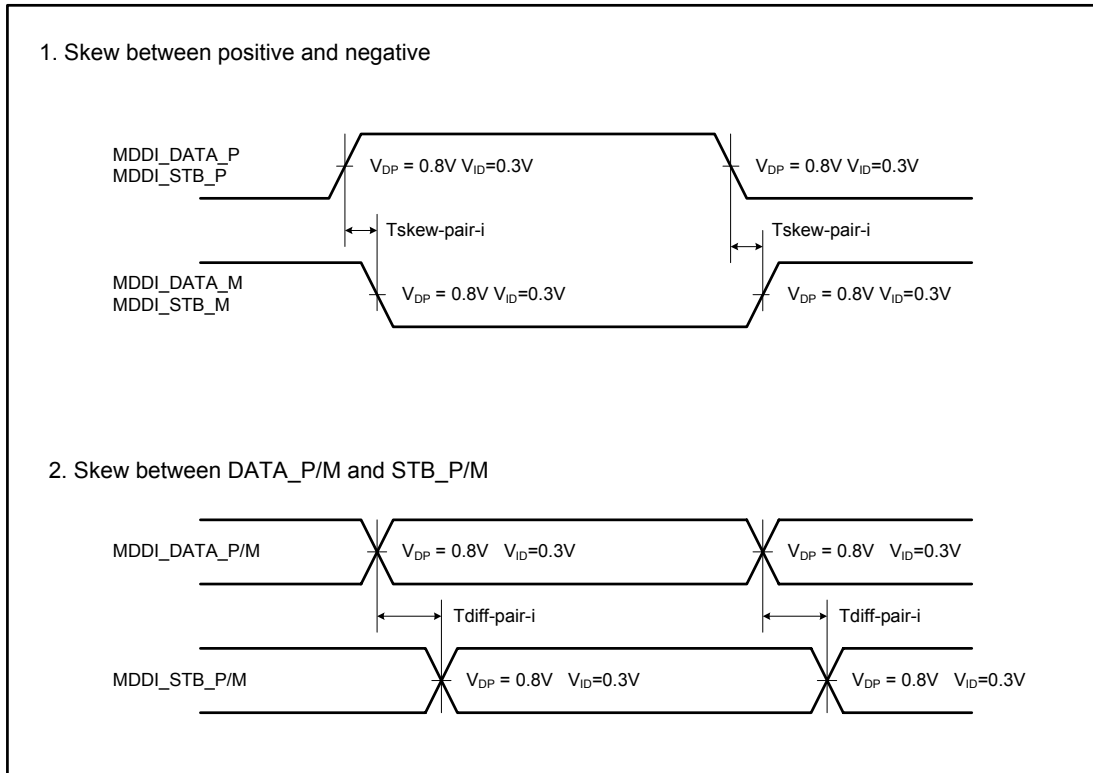 1. Skew between positive and negative
MDDI_DATA_P
MDDI_STB_P
VDP = 0.8V VID=0.3V
VDP = 0.8V VID=0.3V
Tskew-pair-i
Tskew-pair-i
MDDI_DATA_M
MDDI_STB_M
VDP = 0.8V VID=0.3V
VDP = 0.8V VID=0.3V
2. Skew between DATA_P/M and STB_P/M
MDDI_DATA_P/M
VDP = 0.8V VID=0.3V
VDP = 0.8V VID=0.3V
Tdiff-pair-i
Tdiff-pair-i
MDDI_STB_P/M
VDP = 0.8V VID=0.3V
VDP = 0.8V VID=0.3V